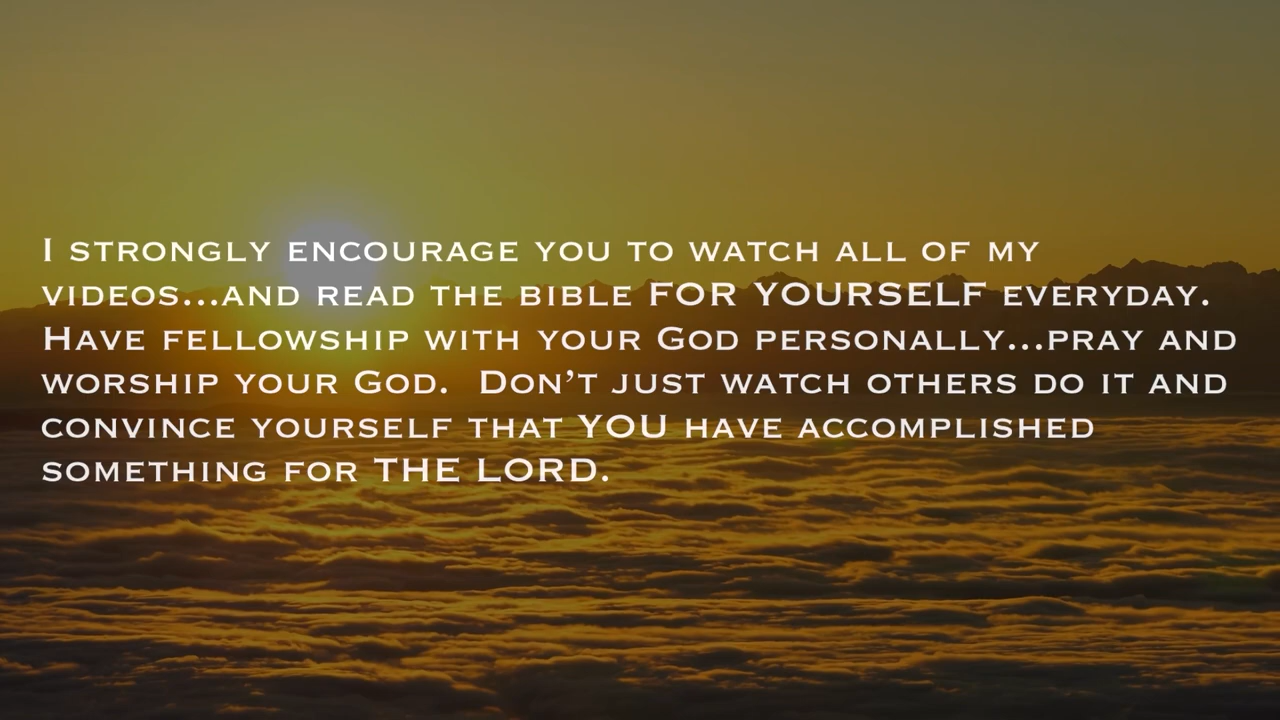 I STRONGLY ENCOURAGE YOU TO WATCH ALL OF MY
VIDEOS...AND READ THE BIBLE FOR YOURSELF EVERYDAY.
HAVE FELLOWSHIP WITH YOUR GOD PERSONALLY...PRAY AND
WORSHIP YOUR GOD.  DON’T JUST WATCH OTHERS DO IT AND
CONVINCE YOURSELF THAT YOU HAVE ACCOMPLISHED
SOMETHING FOR THE LORD.